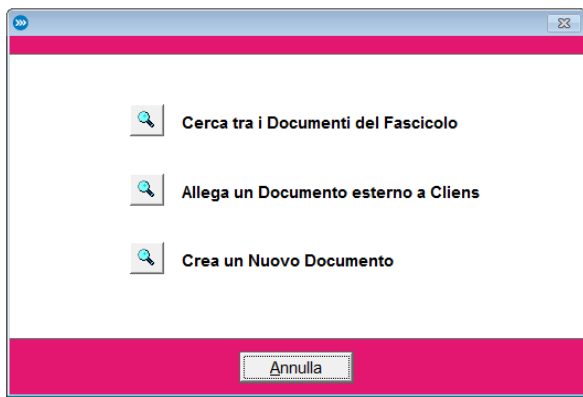 Cerca tra i Documenti del Fascicolo
Allega un Documento esterno a Cliens
Crea un Nuovo Documento
Annulla